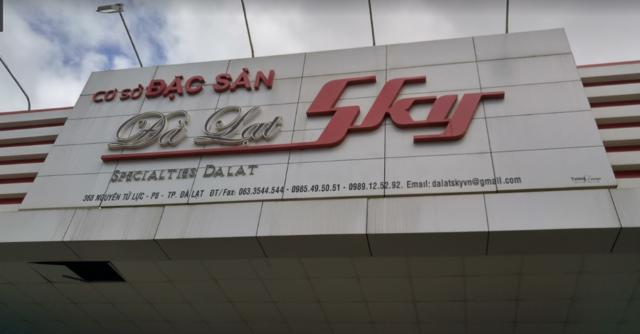 CƠ SỞ ĐẶC SẢN
Đà Lạt Sky
SPECIALTIES DALAT
368 NGUYÊN TỬ LỰC - P8 - TP. ĐÀ LẠT ĐT/Fax: 063.3544.544 - 0985.49.50.51 - 0989.12.52.92. Email: dalatskyvn@gmail.com